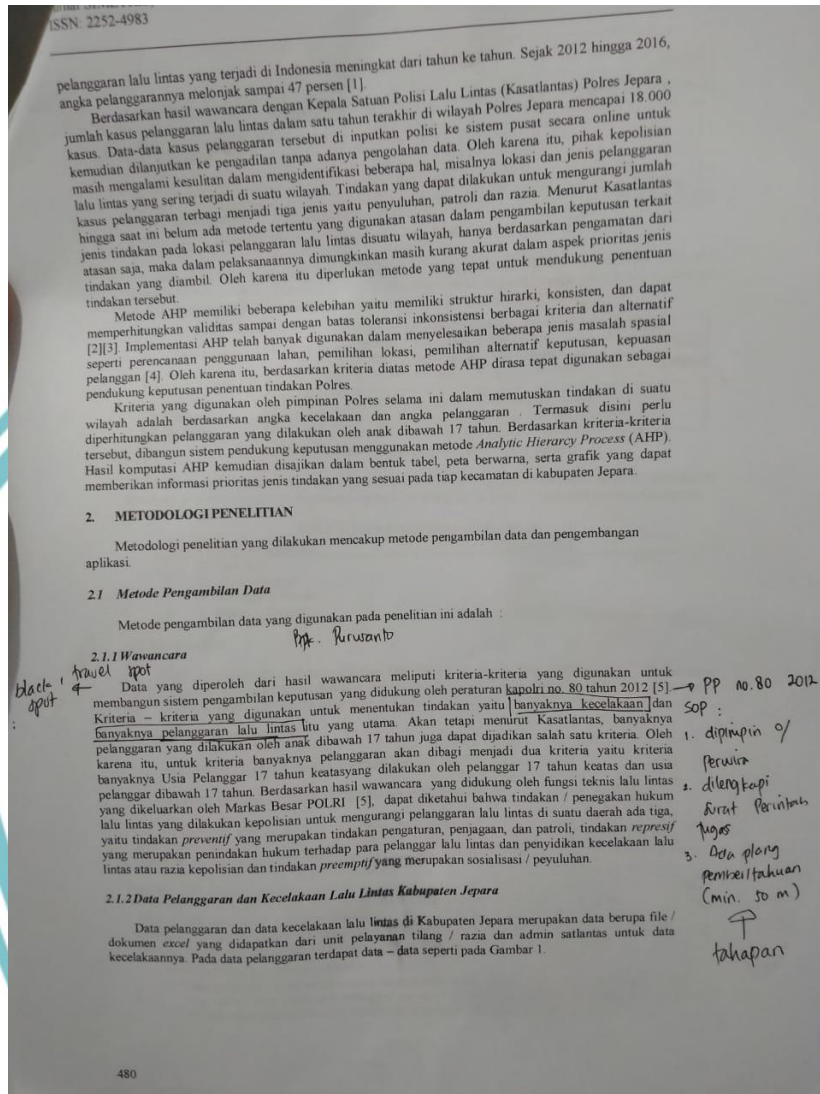 ISSN: 2252-4983
pelanggaran lalu lintas yang terjadi di Indonesia meningkat dari tahun ke tahun. Sejak 2012 hingga 2016,
angka pelanggarannya melonjak sampai 47 persen [1].
Berdasarkan hasil wawancara dengan Kepala Satuan Polisi Lalu Lintas (Kasatlantas) Polres Jepara ,
jumlah kasus pelanggaran lalu lintas dalam satu tahun terakhir di wilayah Polres Jepara mencapai 18.000
kasus. Data-data kasus pelanggaran tersebut di inputkan polisi ke sistem pusat secara online untuk
kemudian dilanjutkan ke pengadilan tanpa adanya pengolahan data. Oleh karena itu, pihak kepolisian
masih mengalami kesulitan dalam mengidentifikasi beberapa hal, misalnya lokasi dan jenis pelanggaran
lalu lintas yang sering terjadi di suatu wilayah. Tindakan yang dapat dilakukan untuk mengurangi jumlah
kasus pelanggaran terbagi menjadi tiga jenis yaitu penyuluhan, patroli dan razia. Menurut Kasatlantas
hingga saat ini belum ada metode tertentu yang digunakan atasan dalam pengambilan keputusan terkait
jenis tindakan pada lokasi pelanggaran lalu lintas disuatu wilayah, hanya berdasarkan pengamatan dari
atasan saja, maka dalam pelaksanaannya dimungkinkan masih kurang akurat dalam aspek prioritas jenis
tindakan yang diambil. Oleh karena itu diperlukan metode yang tepat untuk mendukung penentuan
tindakan tersebut.
Metode AHP memiliki beberapa kelebihan yaitu memiliki struktur hirarki, konsisten, dan dapat
memperhitungkan validitas sampai dengan batas toleransi inkonsistensi berbagai kriteria dan alternatif
[2][3]. Implementasi AHP telah banyak digunakan dalam menyelesaikan beberapa jenis masalah spasial
seperti perencanaan penggunaan lahan, pemilihan lokasi, pemilihan alternatif keputusan, kepuasan
pelanggan [4]. Oleh karena itu, berdasarkan kriteria diatas metode AHP dirasa tepat digunakan sebagai
pendukung keputusan penentuan tindakan Polres.
Kriteria yang digunakan oleh pimpinan Polres selama ini dalam memutuskan tindakan di suatu
wilayah adalah berdasarkan angka kecelakaan dan angka pelanggaran . Termasuk disini perlu
diperhitungkan pelanggaran yang dilakukan oleh anak dibawah 17 tahun. Berdasarkan kriteria-kriteria
tersebut, dibangun sistem pendukung keputusan menggunakan metode Analytic Hierarcy Process (AHP).
Hasil komputasi AHP kemudian disajikan dalam bentuk tabel, peta berwarna, serta grafik yang dapat
memberikan informasi prioritas jenis tindakan yang sesuai pada tiap kecamatan di kabupaten Jepara.
2. METODOLOGI PENELITIAN
Metodologi penelitian yang dilakukan mencakup metode pengambilan data dan pengembangan
aplikasi.
2.1 Metode Pengambilan Data
Metode pengambilan data yang digunakan pada penelitian ini adalah :
Bpk. Purwanto
2.1.1 Wawancara
black spot
travel spot
Data yang diperoleh dari hasil wawancara meliputi kriteria-kriteria yang digunakan untuk
membangun sistem pengambilan keputusan yang didukung oleh peraturan kapolri no. 80 tahun 2012 [5].
Kriteria – kriteria yang digunakan untuk menentukan tindakan yaitu banyaknya kecelakaan dan
banyaknya pelanggaran lalu lintas itu yang utama. Akan tetapi menurut Kasatlantas, banyaknya
pelanggaran yang dilakukan oleh anak dibawah 17 tahun juga dapat dijadikan salah satu kriteria. Oleh
karena itu, untuk kriteria banyaknya pelanggaran akan dibagi menjadi dua kriteria yaitu kriteria
banyaknya Usia Pelanggar 17 tahun keatasyang dilakukan oleh pelanggar 17 tahun keatas dan usia
pelanggar dibawah 17 tahun. Berdasarkan hasil wawancara yang didukung oleh fungsi teknis lalu lintas
yang dikeluarkan oleh Markas Besar POLRI [5], dapat diketahui bahwa tindakan / penegakan hukum
lalu lintas yang dilakukan kepolisian untuk mengurangi pelanggaran lalu lintas di suatu daerah ada tiga,
yaitu tindakan preventif yang merupakan tindakan pengaturan, penjagaan, dan patroli, tindakan represif
yang merupakan penindakan hukum terhadap para pelanggar lalu lintas dan penyidikan kecelakaan lalu
lintas atau razia kepolisian dan tindakan preemptif yang merupakan sosialisasi / peyuluhan.
PP no.80 2012
SOP :
1. dipimpin o/
Perwira
2. dilengkapi
Surat Perintah
Tugas
3. Ada plang
pemberitahuan
(min. 50 m)
tahapan
2.1.2 Data Pelanggaran dan Kecelakaan Lalu Lintas Kabupaten Jepara
Data pelanggaran dan data kecelakaan lalu lintas di Kabupaten Jepara merupakan data berupa file /
dokumen excel yang didapatkan dari unit pelayanan tilang / razia dan admin satlantas untuk data
kecelakaannya. Pada data pelanggaran terdapat data – data seperti pada Gambar 1.
480